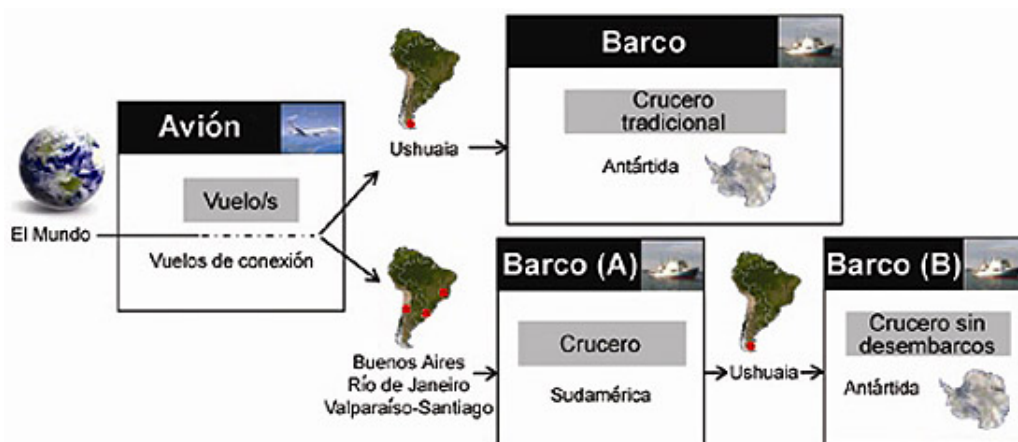 El Mundo
Avión
Vuelo/s
Vuelos de conexión
Ushuaia
Barco
Crucero
tradicional
Antártida
Buenos Aires
Río de Janeiro
Valparaíso-Santiago
Barco (A)
Crucero
Sudamérica
Ushuaia
Barco (B)
Crucero sin
desembarcos
Antártida